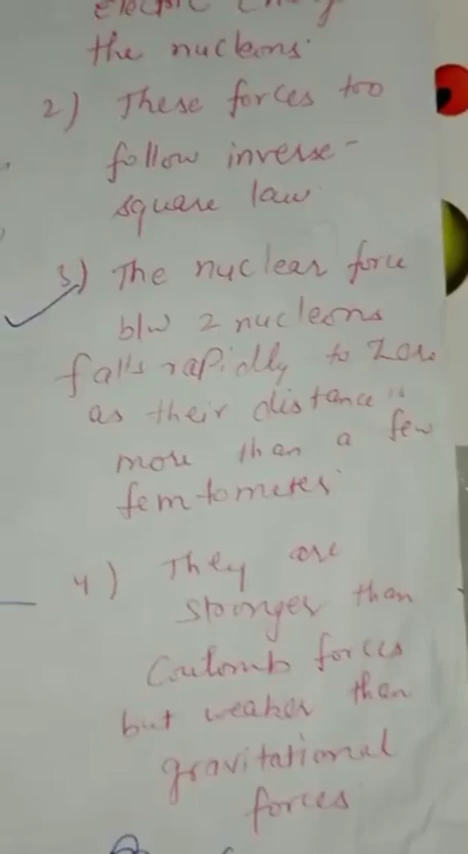 the nucleons.
2) These forces too
follow inverse-
square law.
3) The nuclear force
b/w 2 nucleons
falls rapidly to Zero
as their distance is
more than a few
femtometers.
4) They are
stronger than
Coulomb forces
but weaker than
gravitational
forces